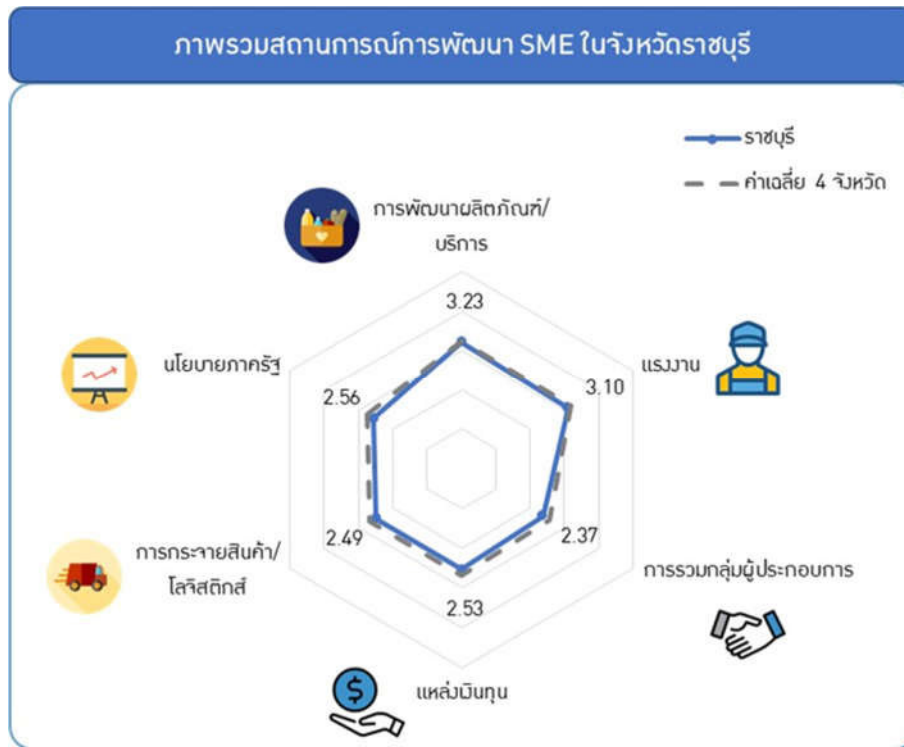 ภาพรวมสถานการณ์การพัฒนา SME ในจังหวัดราชบุรี
ราชบุรี
ค่าเฉลี่ย 4 จังหวัด
การพัฒนาผลิตภัณฑ์/
บริการ
3.23
นโยบายภาครัฐ
แรงงาน
2.56
3.10
การกระจายสินค้า/
โลจิสติกส์
2.49
2.37
การรวมกลุ่มผู้ประกอบการ
2.53
แหล่งเงินทุน
$